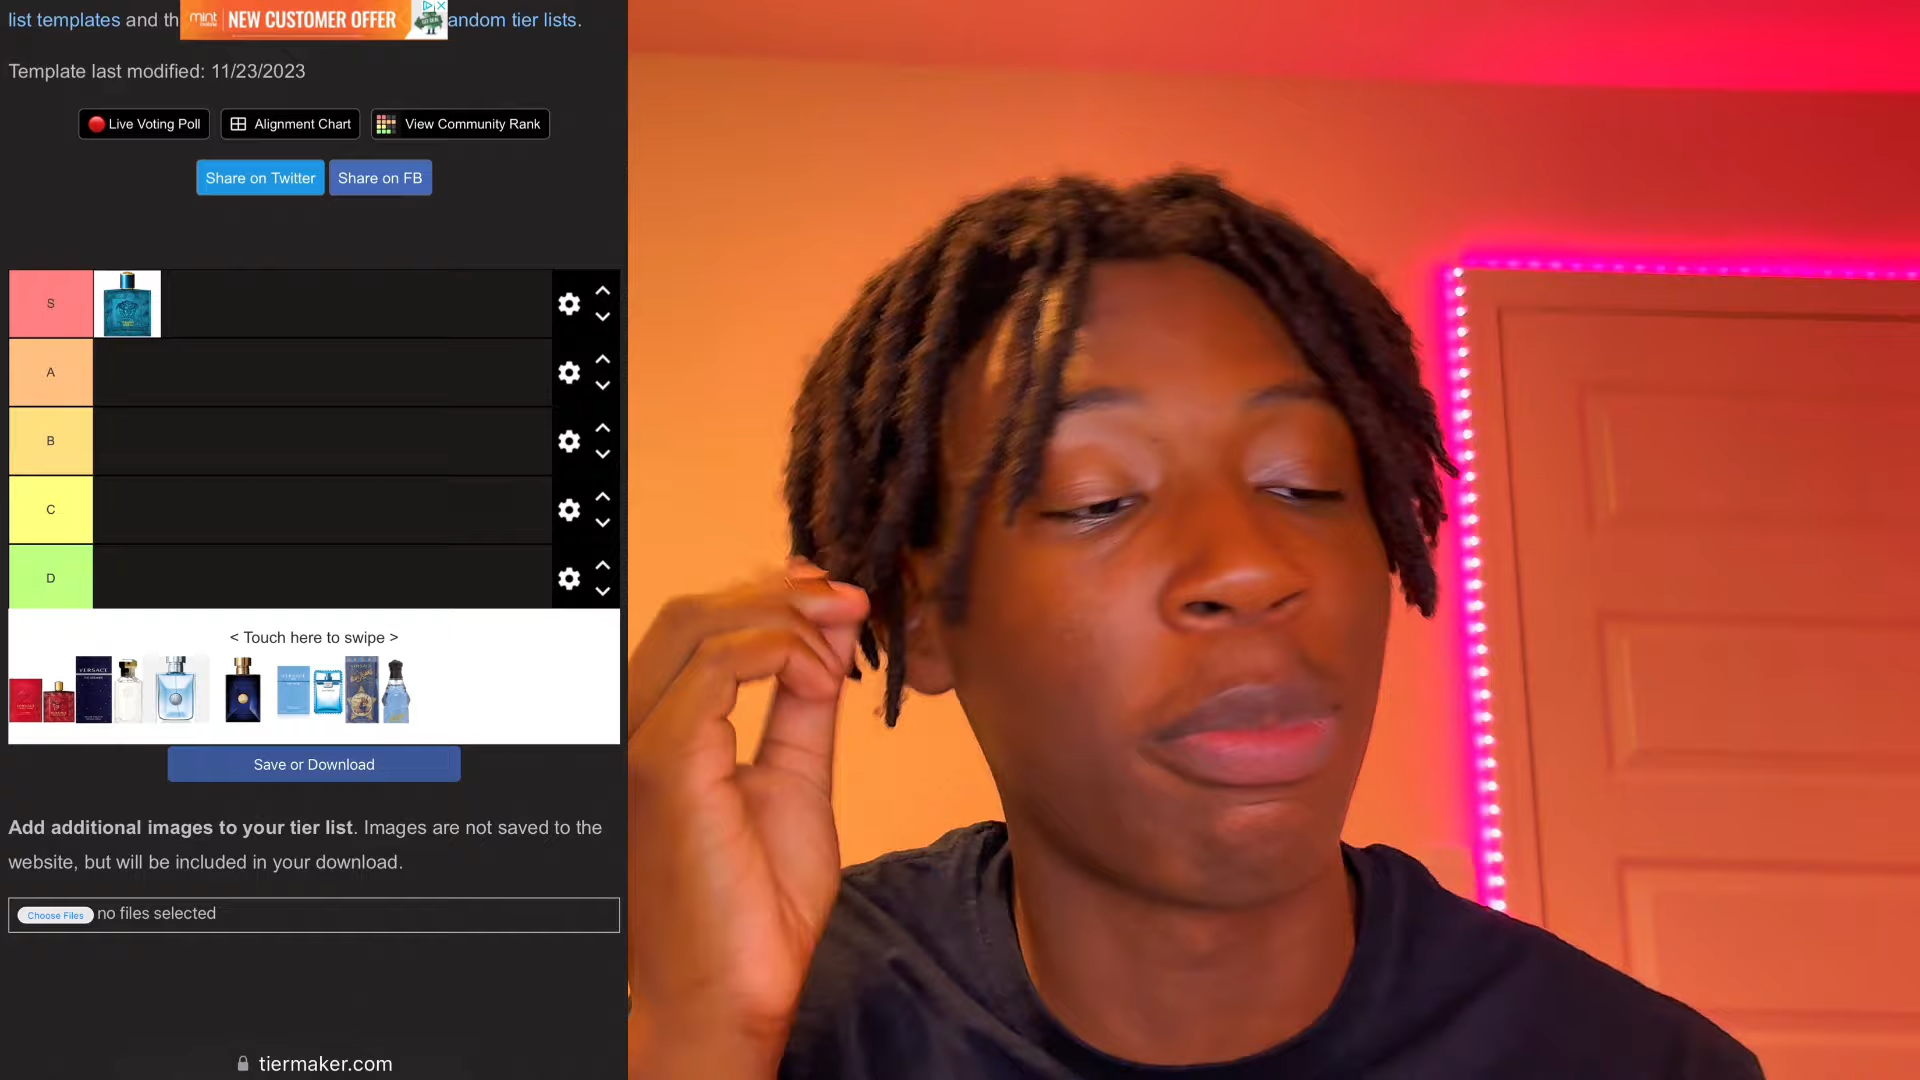 list templates and th
andom tier lists.
mint NEW CUSTOMER OFFER
Template last modified: 11/23/2023
Live Voting Poll
Alignment Chart
View Community Rank
Share on Twitter
Share on FB
S
A
B
C
D
< Touch here to swipe >
VERSACE
Save or Download
Add additional images to your tier list. Images are not saved to the
website, but will be included in your download.
Choose Files no files selected
tiermaker.com